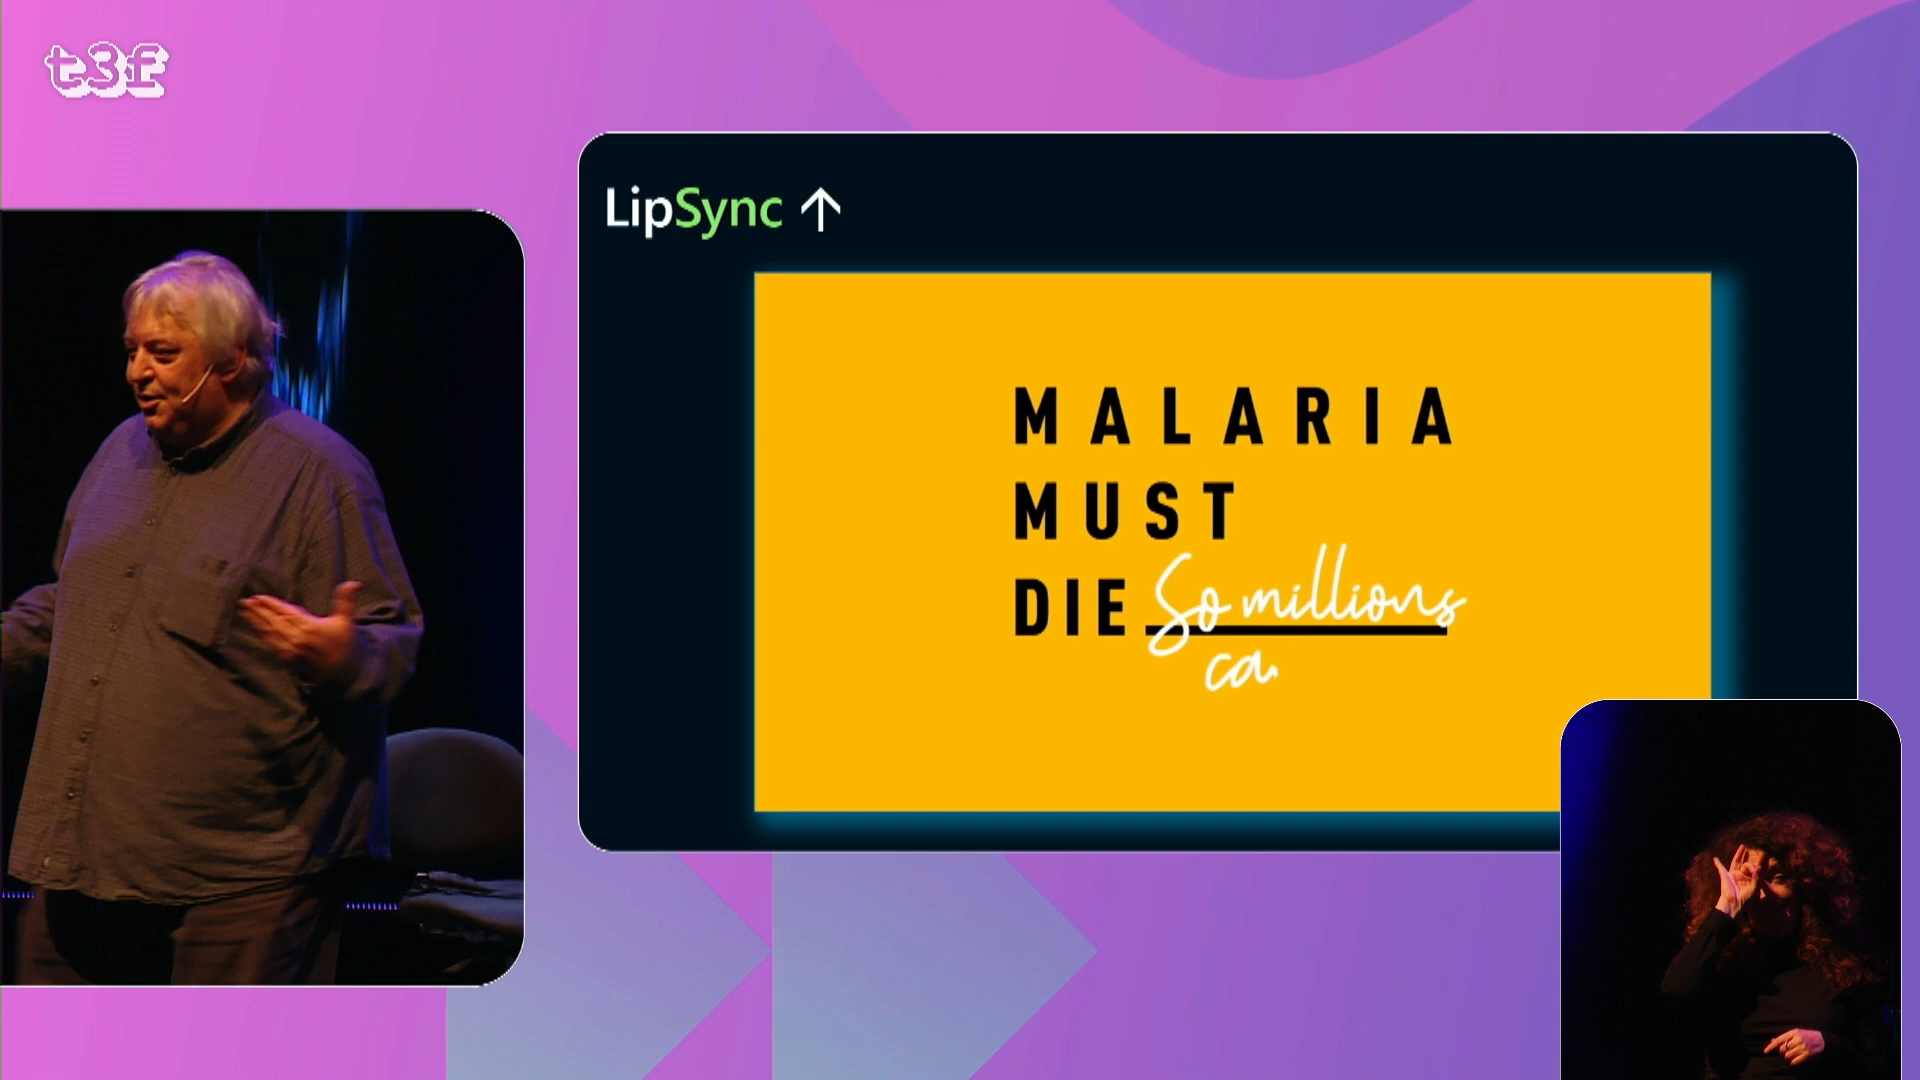 t3f
LipSync ↑
MALARIA
MUST
DIE So millions
ca